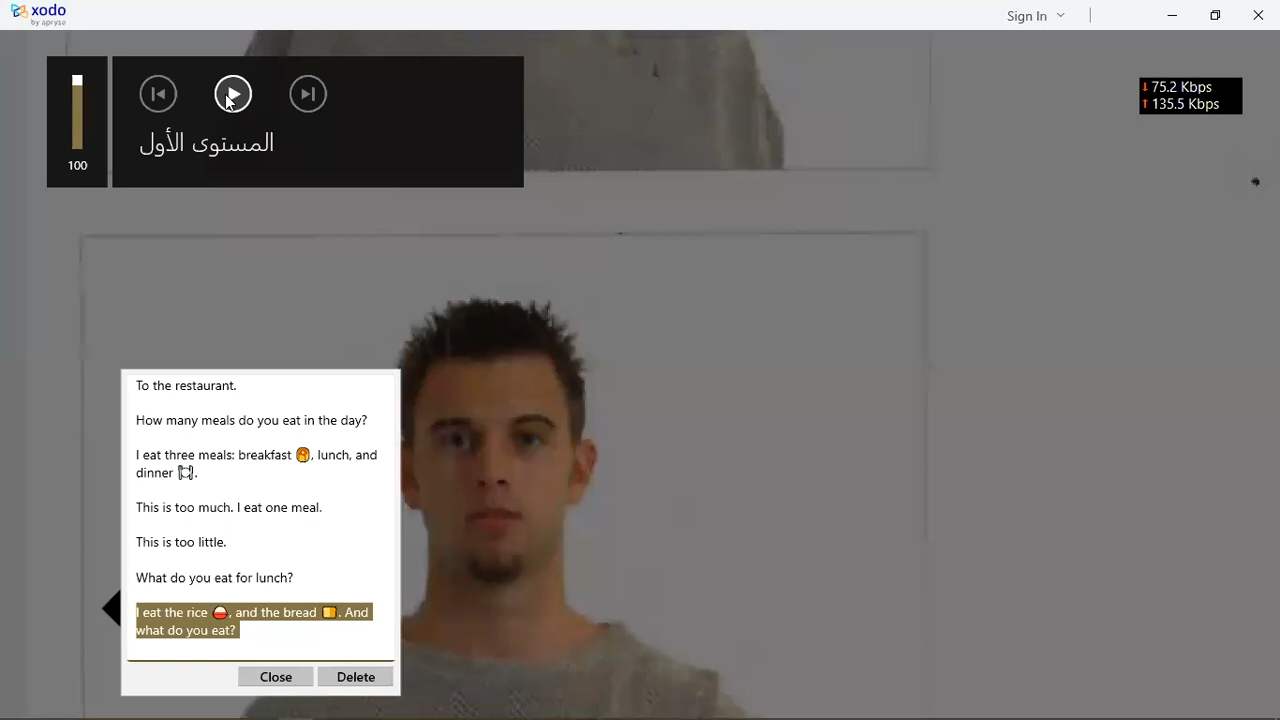 xodo
by apryse
Sign In
75.2 Kbps
135.5 Kbps
المستوى الأول
100
To the restaurant.
How many meals do you eat in the day?
I eat three meals: breakfast 🥞, lunch, and
dinner 🍽.
This is too much. I eat one meal.
This is too little.
What do you eat for lunch?
I eat the rice 🍚, and the bread 🍞. And
what do you eat?
Close
Delete